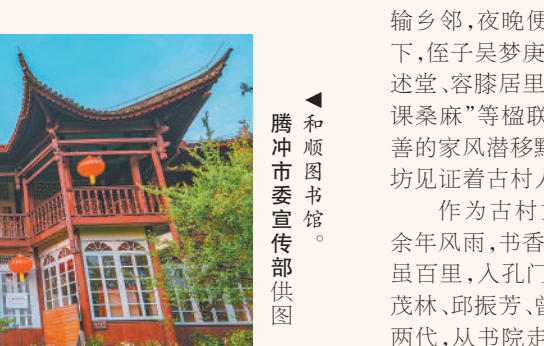 ◀和顺图书馆。
腾冲市委宣传部供图
输乡邻,夜晚便
下,侄子吴梦庚
述堂、容膝居里
课桑麻”等楹联
善的家风潜移默
坊见证着古村人
作为古村
余年风雨,书香
虽百里,入孔门
茂林、邱振芳、曾
两代,从书院走